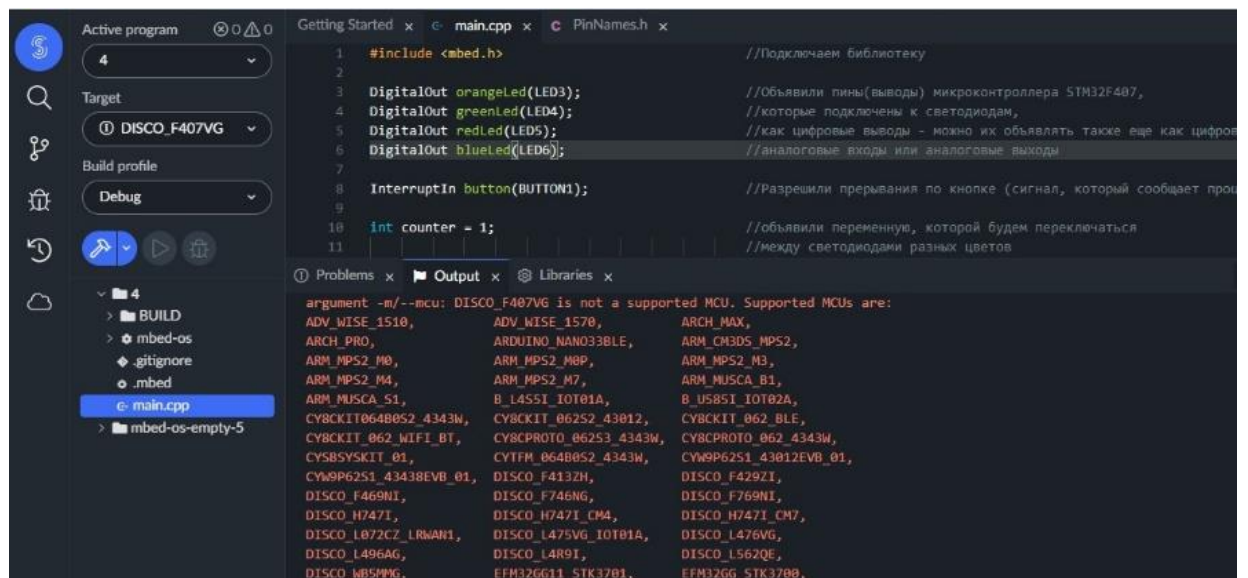 Active program
0 0
4
Target
DISCO_F407VG
Build profile
Debug
4
BUILD
mbed-os
.gitignore
.mbed
main.cpp
mbed-os-empty-5
Getting Started x main.cpp x C PinNames.h x
1 #include <mbed.h> //Подключаем библиотеку
2
3 DigitalOut orangeLed(LED3); //Объявили пины(выводы) микроконтроллера STM32F407,
4 DigitalOut greenLed(LED4); //которые подключены к светодиодам,
5 DigitalOut redLed(LED5); //как цифровые выводы - можно их объявлять также еще как цифров
6 DigitalOut blueLed(LED6); //аналоговые входы или аналоговые выходы
7
8 InterruptIn button(BUTTON1); //Разрешили прерывания по кнопке (сигнал, который сообщает проц
9
10 int counter = 1; //объявили переменную, которой будем переключаться
11 //между светодиодами разных цветов
Problems x Output x Libraries x
argument -m/--mcu: DISCO_F407VG is not a supported MCU. Supported MCUs are:
ADV_WISE_1510, ADV_WISE_1570, ARCH_MAX,
ARCH_PRO, ARDUINO_NANO33BLE, ARM_CM3DS_MPS2,
ARM_MPS2_M0, ARM_MPS2_M0P, ARM_MPS2_M3,
ARM_MPS2_M4, ARM_MPS2_M7, ARM_MUSCA_B1,
ARM_MUSCA_S1, B_L4S5I_IOT01A, B_U585I_IOT02A,
CY8CKIT064B0S2_4343W, CY8CKIT_062S2_43012, CY8CKIT_062_BLE,
CY8CKIT_062_WIFI_BT, CY8CPROTO_062S3_4343W, CY8CPROTO_062_4343W,
CYSBSYSKIT_01, CYTFM_064B0S2_4343W, CYW9P62S1_43012EVB_01,
CYW9P62S1_43438EVB_01, DISCO_F413ZH, DISCO_F429ZI,
DISCO_F469NI, DISCO_F746NG, DISCO_F769NI,
DISCO_H747I, DISCO_H747I_CM4, DISCO_H747I_CM7,
DISCO_L072CZ_LRWAN1, DISCO_L475VG_IOT01A, DISCO_L476VG,
DISCO_L496AG, DISCO_L4R9I, DISCO_L562QE,
DISCO_WB5MMG, EFM32GG11_STK3701, EFM32GG_STK3700,